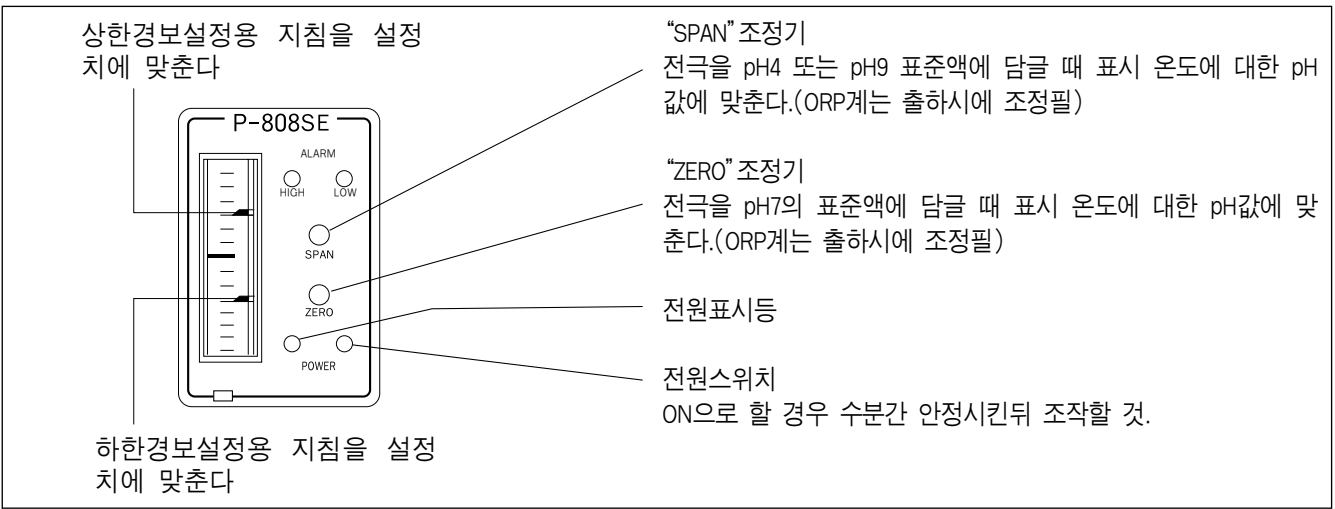 상한경보설정용 지침을 설정
치에 맞춘다
P-808SE
ALARM
HIGH LOW
SPAN
ZERO
POWER
하한경보설정용 지침을 설정
치에 맞춘다
“SPAN”조정기
전극을 pH4 또는 pH9 표준액에 담글 때 표시 온도에 대한 pH
값에 맞춘다.(ORP계는 출하시에 조정필)
“ZERO”조정기
전극을 pH7의 표준액에 담글 때 표시 온도에 대한 pH값에 맞
춘다.(ORP계는 출하시에 조정필)
전원표시등
전원스위치
ON으로 할 경우 수분간 안정시킨뒤 조작할 것.